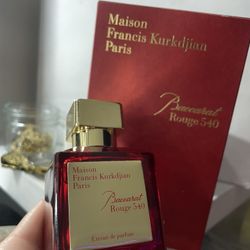 Maison
Francis Kurkdjian
Paris
Baccarat
Rouge 540
Maison
Francis Kurkdjian
Paris
Baccarat
Rouge 540
Extrait de parfum